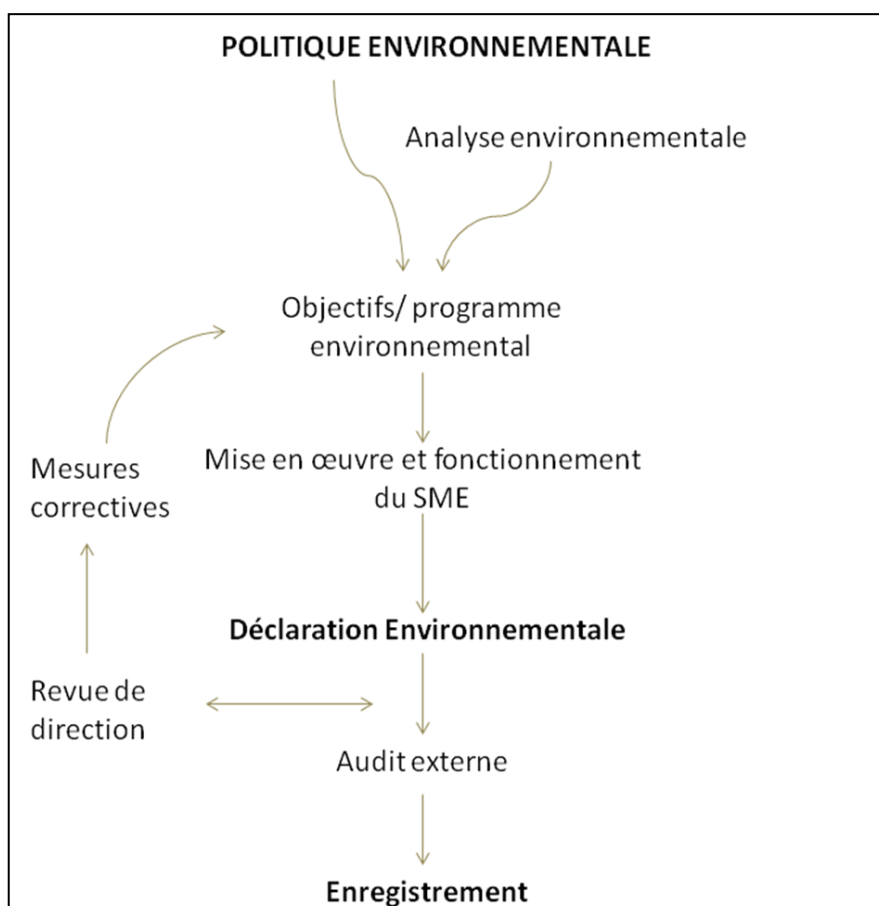 POLITIQUE ENVIRONNEMENTALE
Analyse environnementale
Objectifs/ programme
environnemental
Mise en œuvre et fonctionnement
du SME
Mesures
correctives
Déclaration Environnementale
Revue de
direction
Audit externe
Enregistrement